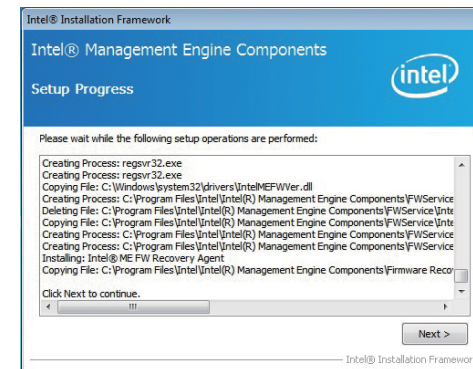 Intel® Installation Framework
Intel® Management Engine Components
intel
Setup Progress
Please wait while the following setup operations are performed:
Creating Process: regsvr32.exe
Creating Process: regsvr32.exe
Copying File: C:\Windows\system32\drivers\IntelMEFWVer.dll
Creating Process: C:\Program Files\Intel\Intel(R) Management Engine Components\FWService
Deleting File: C:\Program Files\Intel\Intel(R) Management Engine Components\FWService\Inte
Copying File: C:\Program Files\Intel\Intel(R) Management Engine Components\FWService\Inte
Creating Process: C:\Program Files\Intel\Intel(R) Management Engine Components\FWService
Creating Process: C:\Program Files\Intel\Intel(R) Management Engine Components\FWService
Installing: Intel® ME FW Recovery Agent
Copying File: C:\Program Files\Intel\Intel(R) Management Engine Components\Firmware Recov
Click Next to continue.
Next >
Intel® Installation Framewor